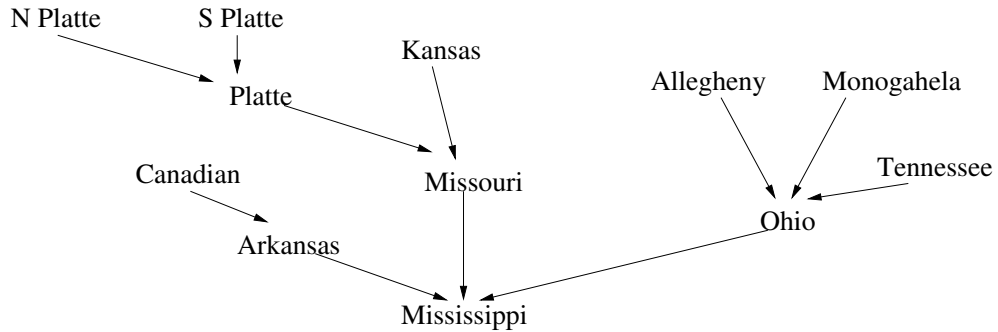 N Platte
S Platte
Kansas
Platte
Allegheny
Monogahela
Canadian
Missouri
Tennessee
Arkansas
Ohio
Mississippi